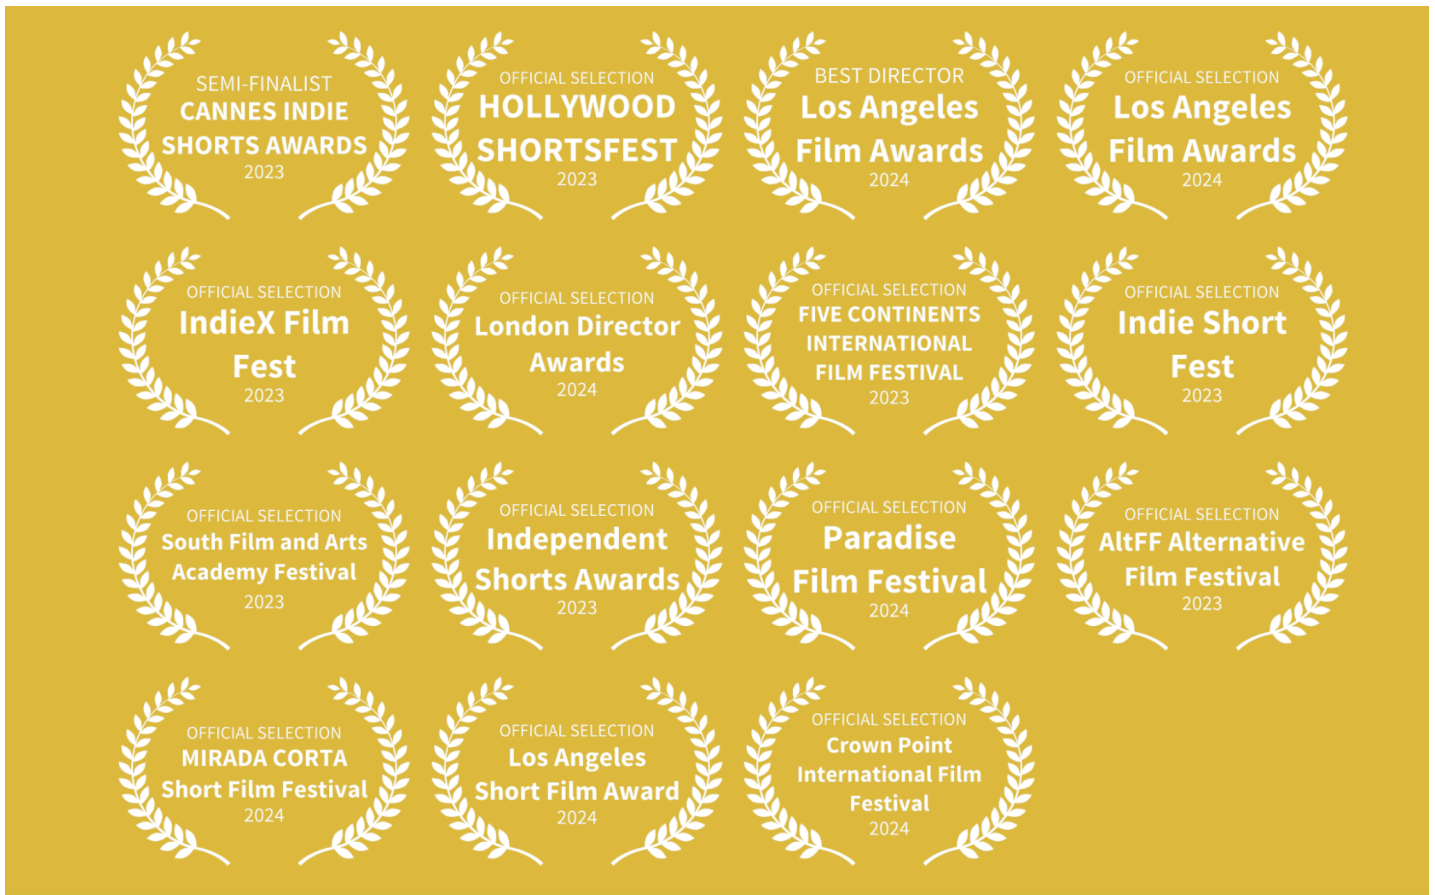 SEMI-FINALIST
CANNES INDIE
SHORTS AWARDS
2023
OFFICIAL SELECTION
HOLLYWOOD
SHORTSFEST
2023
BEST DIRECTOR
Los Angeles
Film Awards
2024
OFFICIAL SELECTION
Los Angeles
Film Awards
2024
OFFICIAL SELECTION
IndieX Film
Fest
2023
OFFICIAL SELECTION
London Director
Awards
2024
OFFICIAL SELECTION
FIVE CONTINENTS
INTERNATIONAL
FILM FESTIVAL
2023
OFFICIAL SELECTION
Indie Short
Fest
2023
OFFICIAL SELECTION
South Film and Arts
Academy Festival
2023
OFFICIAL SELECTION
Independent
Shorts Awards
2023
OFFICIAL SELECTION
Paradise
Film Festival
2024
OFFICIAL SELECTION
AltFF Alternative
Film Festival
2023
OFFICIAL SELECTION
MIRADA CORTA
Short Film Festival
2024
OFFICIAL SELECTION
Los Angeles
Short Film Award
2024
OFFICIAL SELECTION
Crown Point
International Film
Festival
2024